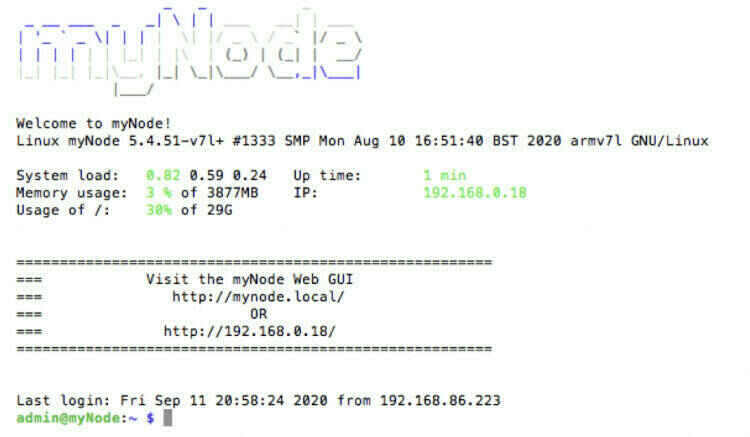 myNode
Welcome to myNode!
Linux myNode 5.4.51-v7l+ #1333 SMP Mon Aug 10 16:51:40 BST 2020 armv7l GNU/Linux
System load: 0.82 0.59 0.24 Up time: 1 min
Memory usage: 3 % of 3877MB IP: 192.168.0.18
Usage of /: 30% of 29G
=======================================================
=== Visit the myNode Web GUI
=== http://mynode.local/
=== OR
=== http://192.168.0.18/
=======================================================
Last login: Fri Sep 11 20:58:24 2020 from 192.168.86.223
admin@myNode:~ $